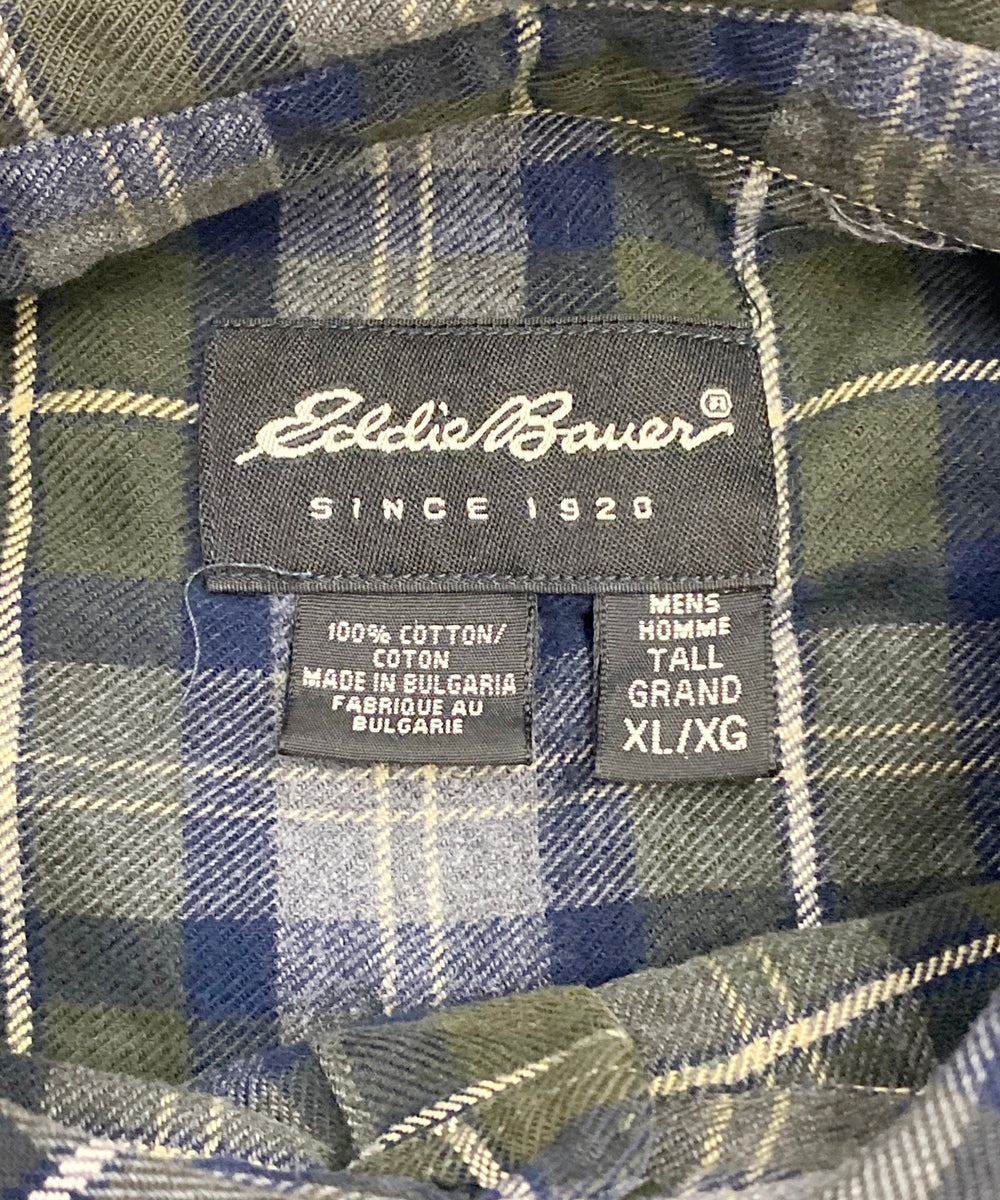 Eddie Bauer®
SINCE 1920
100% COTTON/
COTON
MADE IN BULGARIA
FABRIQUE AU
BULGARIE
MENS
HOMME
TALL
GRAND
XL/XG